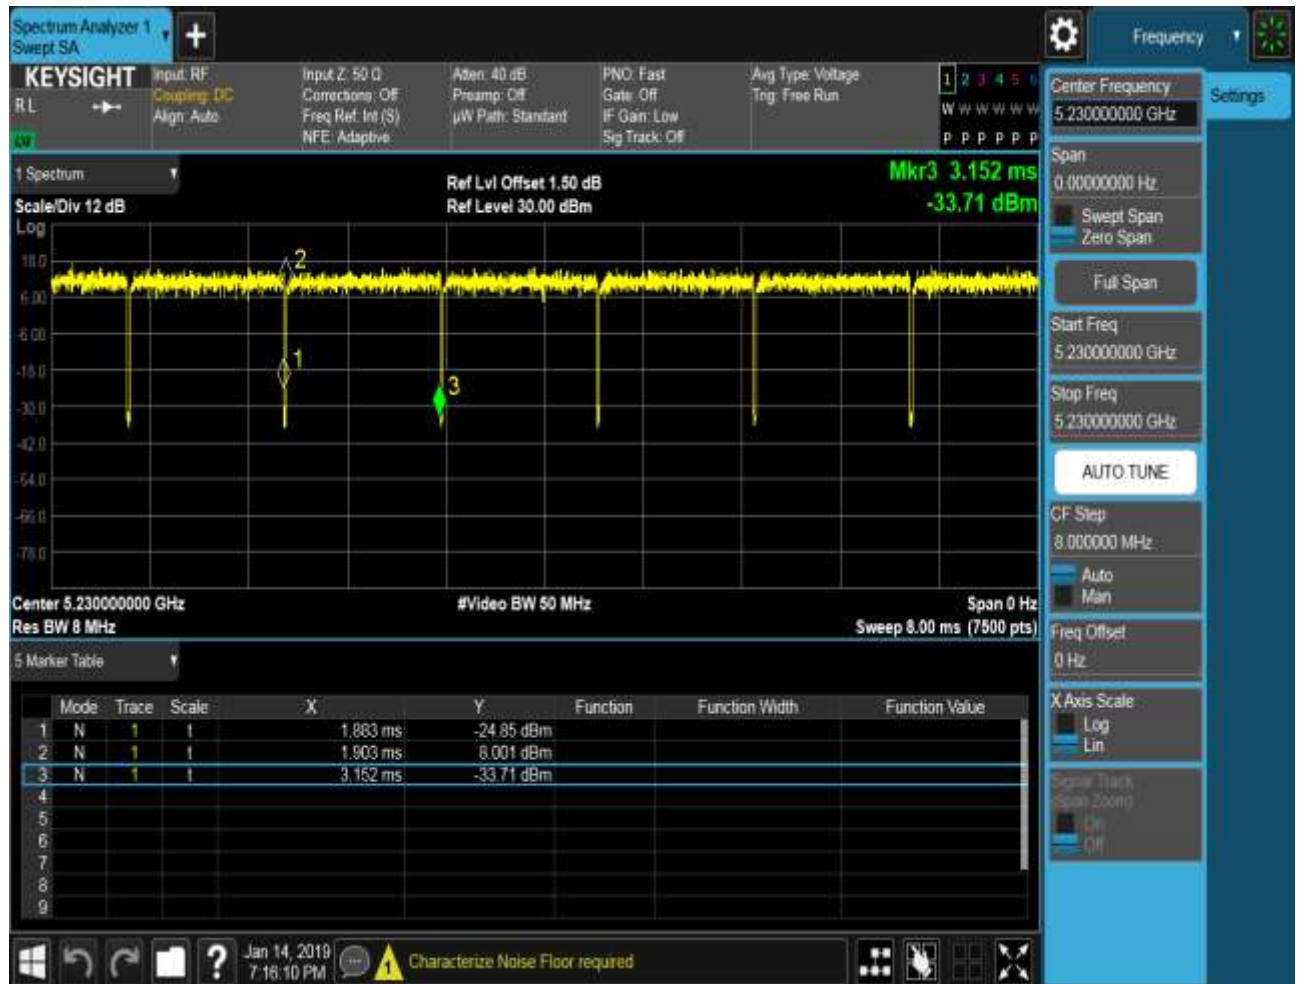 Spectrum Analyzer 1
Swept SA
Frequency
KEYSIGHT
R L
Input: RF
Coupling: DC
Align: Auto
Input Z: 50 Ω
Corrections: Off
Freq Ref: Int (S)
NFE: Adaptive
Atten: 40 dB
Preamp: Off
µW Path: Standard
PNO: Fast
Gate: Off
IF Gain: Low
Sig Track: Off
Avg Type: Voltage
Trig: Free Run
1 2 3 4 5 6
W W W W W W
P P P P P P
1 Spectrum
Scale/Div 12 dB
Ref Lvl Offset 1.50 dB
Ref Level 30.00 dBm
Mkr3 3.152 ms
-33.71 dBm
Log
18.0
6.00
-6.00
-18.0
-30.0
-42.0
-54.0
-66.0
-78.0
2
1
3
Center 5.230000000 GHz
#Video BW 50 MHz
Span 0 Hz
Res BW 8 MHz
Sweep 8.00 ms (7500 pts)
5 Marker Table
Mode Trace Scale X Y Function Function Width Function Value
1 N 1 t 1.883 ms -24.85 dBm
2 N 1 t 1.903 ms 8.001 dBm
3 N 1 t 3.152 ms -33.71 dBm
4
5
6
7
8
9
Center Frequency
5.230000000 GHz
Settings
Span
0.00000000 Hz
Swept Span
Zero Span
Full Span
Start Freq
5.230000000 GHz
Stop Freq
5.230000000 GHz
AUTO TUNE
CF Step
8.000000 MHz
Auto
Man
Freq Offset
0 Hz
X Axis Scale
Log
Lin
Signal Track
(Span Zoom)
On
Off
?
Jan 14, 2019
7:16:10 PM
1
Characterize Noise Floor required